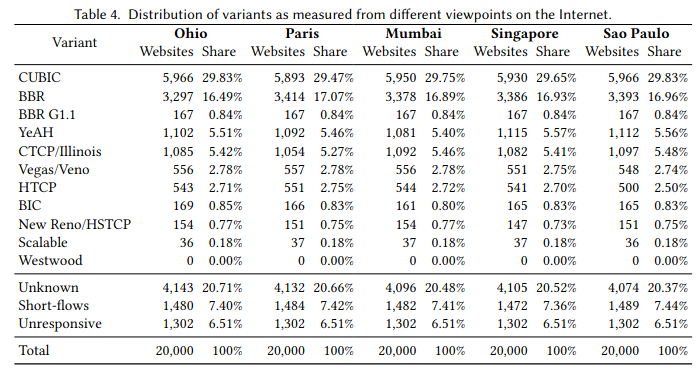 Table 4. Distribution of variants as measured from different viewpoints on the Internet.
Variant Ohio Paris Mumbai Singapore Sao Paulo
Websites Share Websites Share Websites Share Websites Share Websites Share
CUBIC 5,966 29.83% 5,893 29.47% 5,950 29.75% 5,930 29.65% 5,966 29.83%
BBR 3,297 16.49% 3,414 17.07% 3,378 16.89% 3,386 16.93% 3,393 16.96%
BBR G1.1 167 0.84% 167 0.84% 167 0.84% 167 0.84% 167 0.84%
YeAH 1,102 5.51% 1,092 5.46% 1,081 5.40% 1,115 5.57% 1,112 5.56%
CTCP/Illinois 1,085 5.42% 1,054 5.27% 1,092 5.46% 1,082 5.41% 1,097 5.48%
Vegas/Veno 556 2.78% 557 2.78% 556 2.78% 551 2.75% 548 2.74%
HTCP 543 2.71% 551 2.75% 544 2.72% 541 2.70% 500 2.50%
BIC 169 0.85% 166 0.83% 161 0.80% 165 0.83% 165 0.83%
New Reno/HSTCP 154 0.77% 151 0.75% 154 0.77% 147 0.73% 151 0.75%
Scalable 36 0.18% 37 0.18% 37 0.18% 37 0.18% 36 0.18%
Westwood 0 0.00% 0 0.00% 0 0.00% 0 0.00% 0 0.00%
Unknown 4,143 20.71% 4,132 20.66% 4,096 20.48% 4,105 20.52% 4,074 20.37%
Short-flows 1,480 7.40% 1,484 7.42% 1,482 7.41% 1,472 7.36% 1,489 7.44%
Unresponsive 1,302 6.51% 1,302 6.51% 1,302 6.51% 1,302 6.51% 1,302 6.51%
Total 20,000 100% 20,000 100% 20,000 100% 20,000 100% 20,000 100%